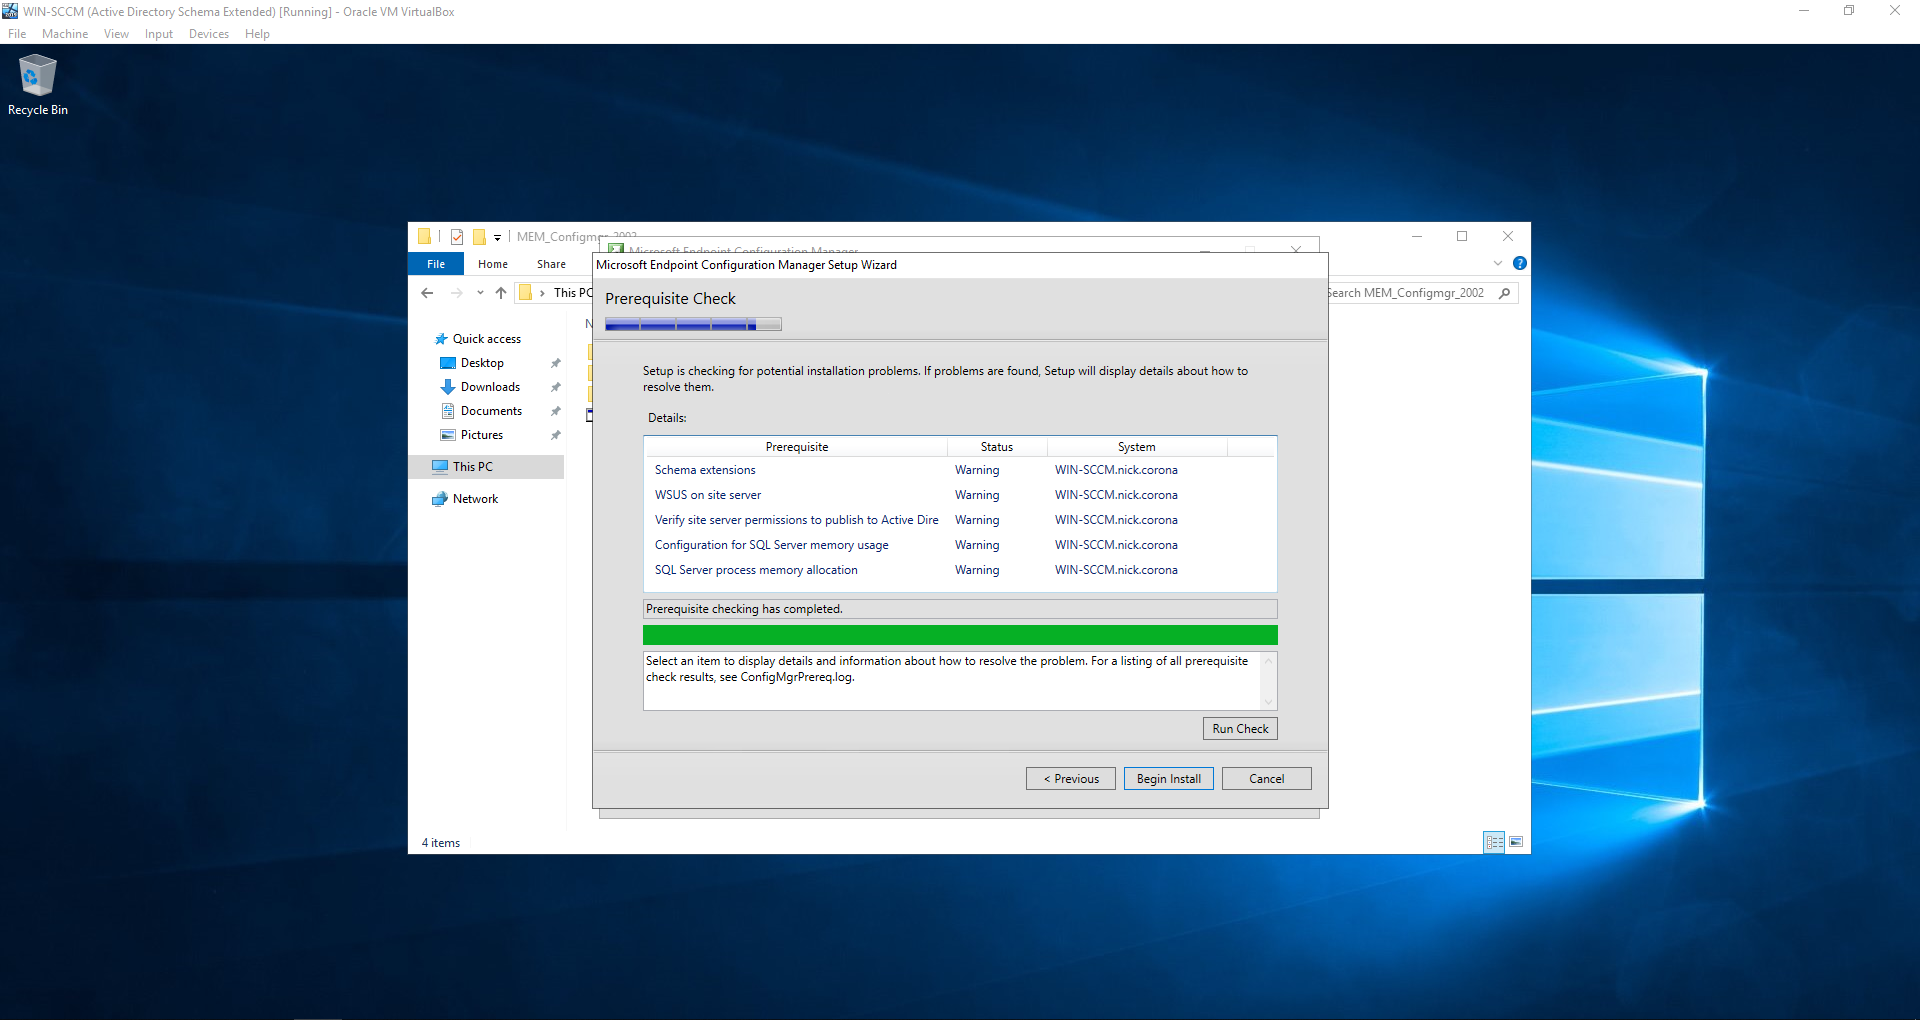 WIN-SCCM (Active Directory Schema Extended) [Running] - Oracle VM VirtualBox
File Machine View Input Devices Help
Recycle Bin
MEM_Configmgr_2002
Microsoft Endpoint Configuration Manager
File Home Share
Microsoft Endpoint Configuration Manager Setup Wizard
This PC
Search MEM_Configmgr_2002
Prerequisite Check
Quick access
Desktop
Downloads
Documents
Pictures
This PC
Network
Setup is checking for potential installation problems. If problems are found, Setup will display details about how to
resolve them.
Details:
Prerequisite Status System
Schema extensions Warning WIN-SCCM.nick.corona
WSUS on site server Warning WIN-SCCM.nick.corona
Verify site server permissions to publish to Active Dire Warning WIN-SCCM.nick.corona
Configuration for SQL Server memory usage Warning WIN-SCCM.nick.corona
SQL Server process memory allocation Warning WIN-SCCM.nick.corona
Prerequisite checking has completed.
Select an item to display details and information about how to resolve the problem. For a listing of all prerequisite
check results, see ConfigMgrPrereq.log.
Run Check
< Previous Begin Install Cancel
4 items